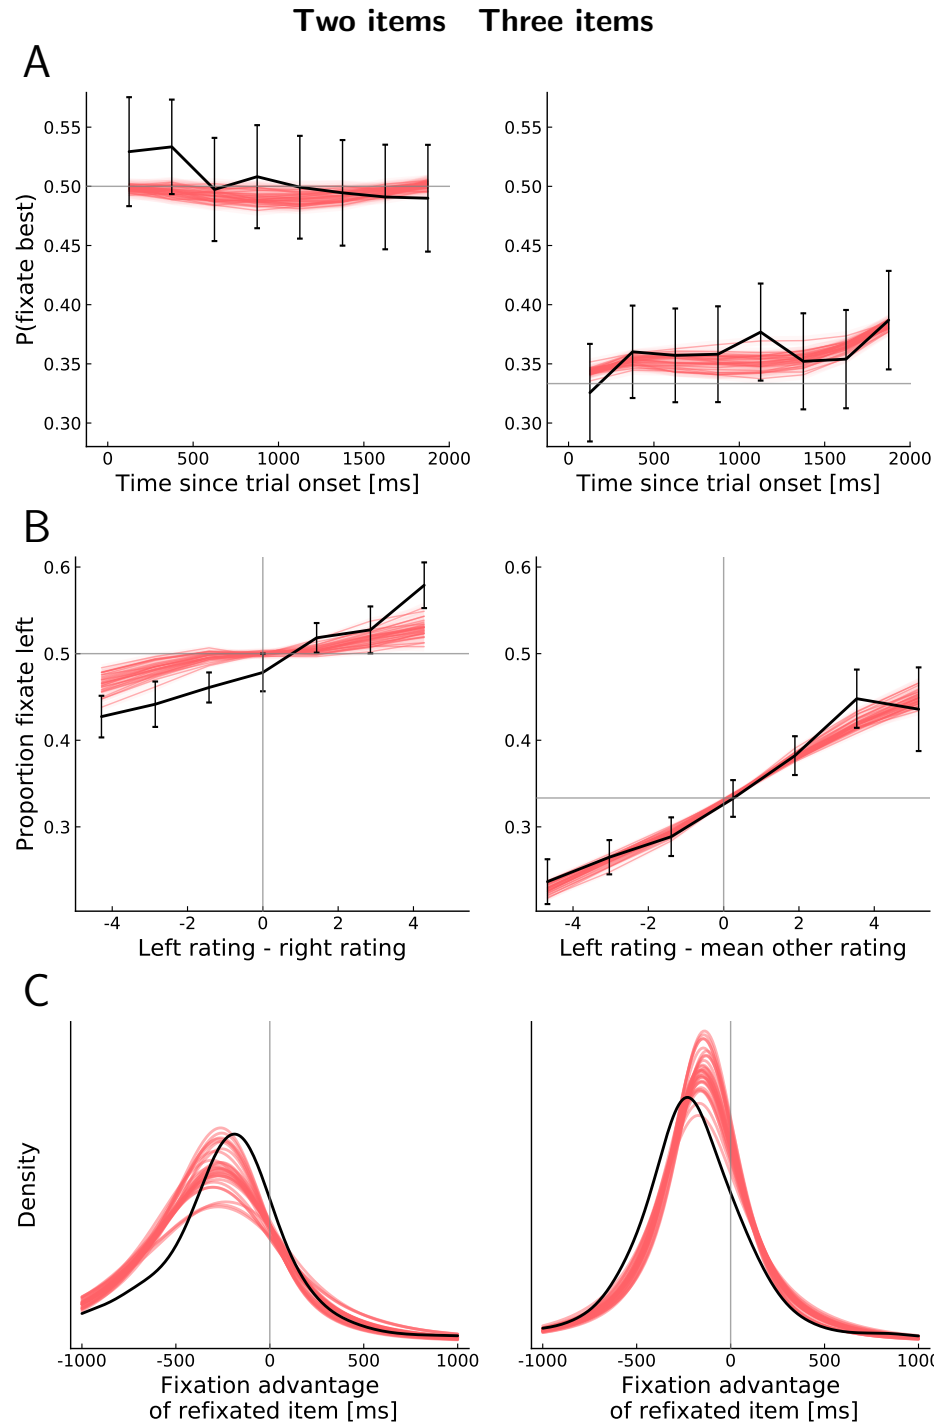 Two items Three items
A
P(fixate best)
0.55
0.50
0.45
0.40
0.35
0.30
0 500 1000 1500 2000
Time since trial onset [ms]
0.55
0.50
0.45
0.40
0.35
0.30
0 500 1000 1500 2000
Time since trial onset [ms]
B
Proportion fixate left
0.6
0.5
0.4
0.3
-4 -2 0 2 4
Left rating - right rating
0.6
0.5
0.4
0.3
-4 -2 0 2 4
Left rating - mean other rating
C
Density
-1000 -500 0 500 1000
Fixation advantage
of refixated item [ms]
-1000 -500 0 500 1000
Fixation advantage
of refixated item [ms]